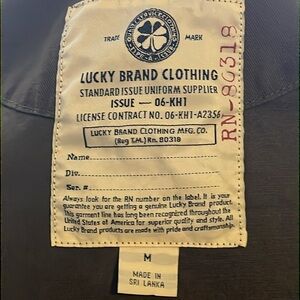 TRADE MARK
LUCKY BRAND CLOTHING
STANDARD ISSUE UNIFORM SUPPLIER
ISSUE — 06-KH1
LICENSE CONTRACT NO. 06-KH1-A2356
LUCKY BRAND CLOTHING MFG. CO.
(Reg T.M.) Rn. 80318
Name
Div.
Ser. #
Always look for the RN number on the label. It is your
guarantee you are getting a genuine Lucky Brand product.
This garment line has long been recognized throughout the
United States of America for superior quality and style. All
Lucky Brand products are made with pride and craftsmanship.
RN-80318
M
MADE IN
SRI LANKA